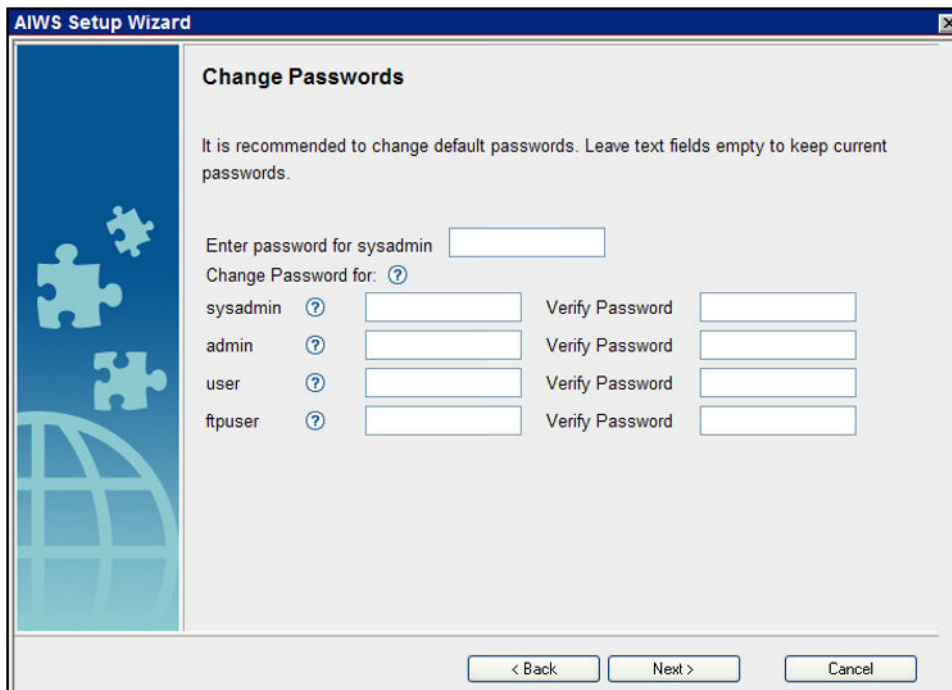 AIWS Setup Wizard
Change Passwords
It is recommended to change default passwords. Leave text fields empty to keep current
passwords.
Enter password for sysadmin
Change Password for: ?
sysadmin ? Verify Password
admin ? Verify Password
user ? Verify Password
ftpuser ? Verify Password
< Back Next > Cancel